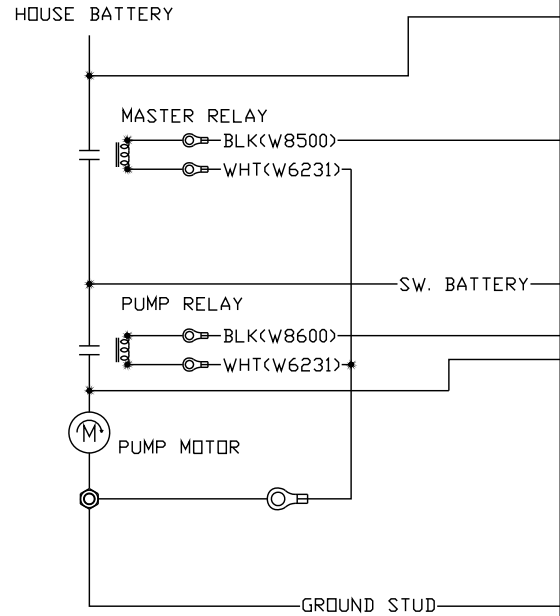 HOUSE BATTERY
MASTER RELAY
BLK(W8500)
WHT(W6231)
SW. BATTERY
PUMP RELAY
BLK(W8600)
WHT(W6231)
M
PUMP MOTOR
GROUND STUD